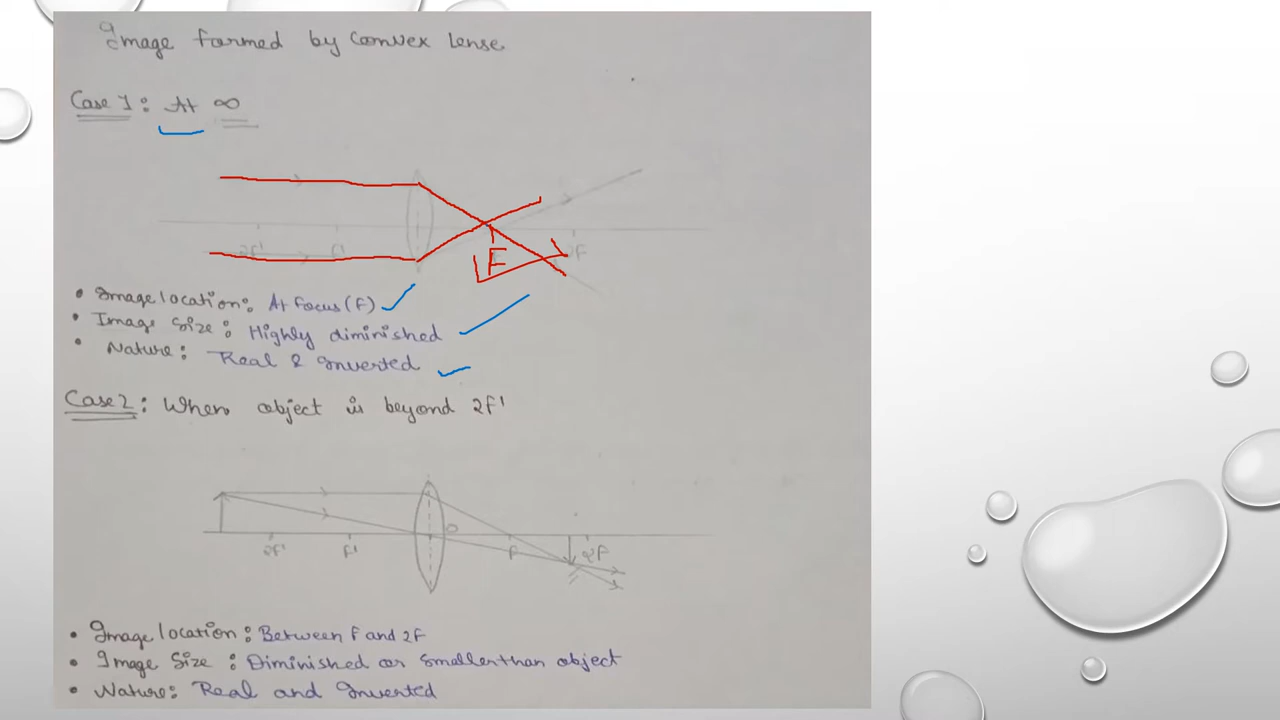 Image formed by Convex lense
Case 1: At ∞
2F' F' F 2F
• Image location: At Focus (F)
• Image Size: Highly diminished
• Nature: Real & Inverted
Case 2: When object is beyond 2F'
O
2F' F' F 2F
• Image location: Between F and 2F
• Image Size: Diminished or smaller than object
• Nature: Real and Inverted